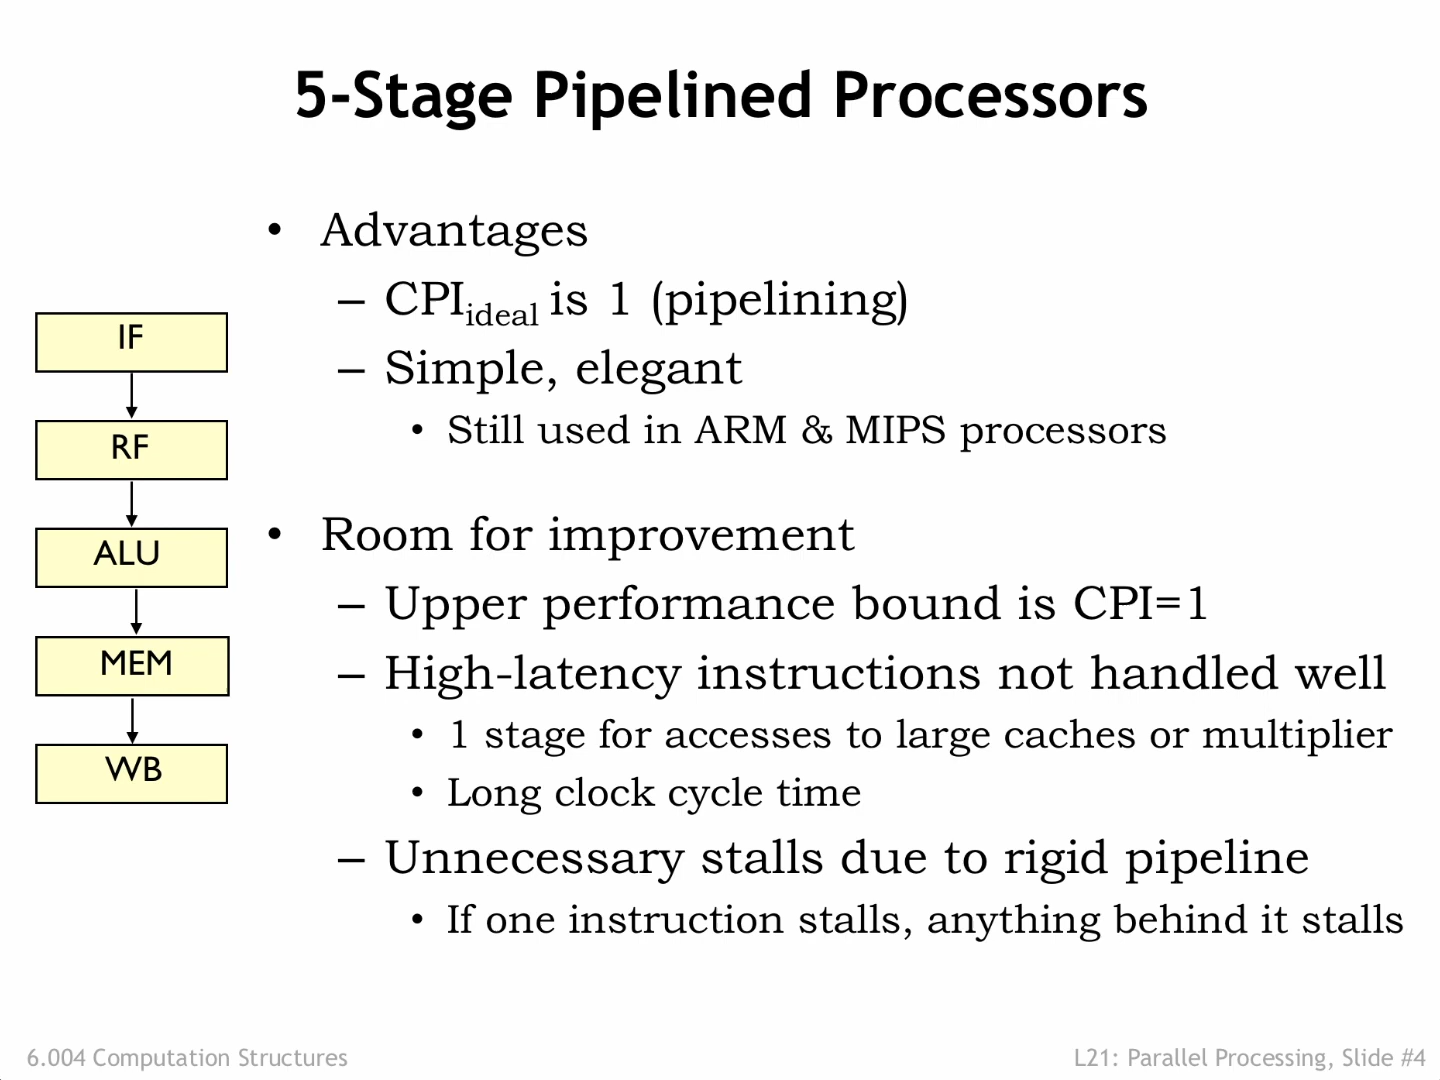 5-Stage Pipelined Processors
IF
RF
ALU
MEM
WB
• Advantages
– CPIideal is 1 (pipelining)
– Simple, elegant
• Still used in ARM & MIPS processors
• Room for improvement
– Upper performance bound is CPI=1
– High-latency instructions not handled well
• 1 stage for accesses to large caches or multiplier
• Long clock cycle time
– Unnecessary stalls due to rigid pipeline
• If one instruction stalls, anything behind it stalls
6.004 Computation Structures
L21: Parallel Processing, Slide #4